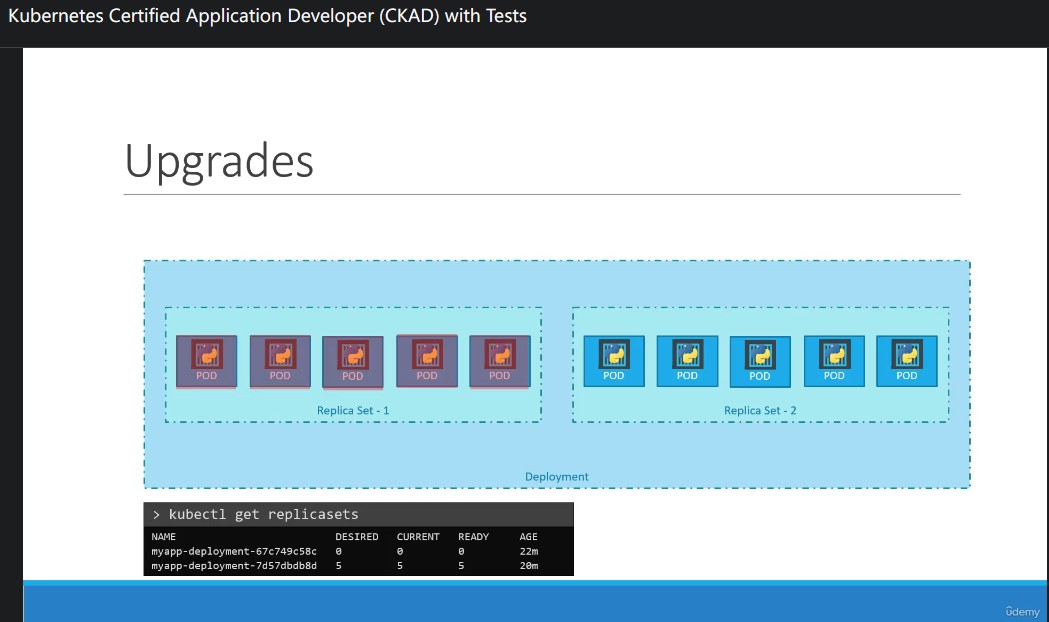 Kubernetes Certified Application Developer (CKAD) with Tests
Upgrades
POD POD POD POD POD POD POD POD POD POD
Replica Set - 1 Replica Set - 2
Deployment
> kubectl get replicasets
NAME DESIRED CURRENT READY AGE
myapp-deployment-67c749c58c 0 0 0 22m
myapp-deployment-7d57dbdb8d 5 5 5 20m
ûdemy